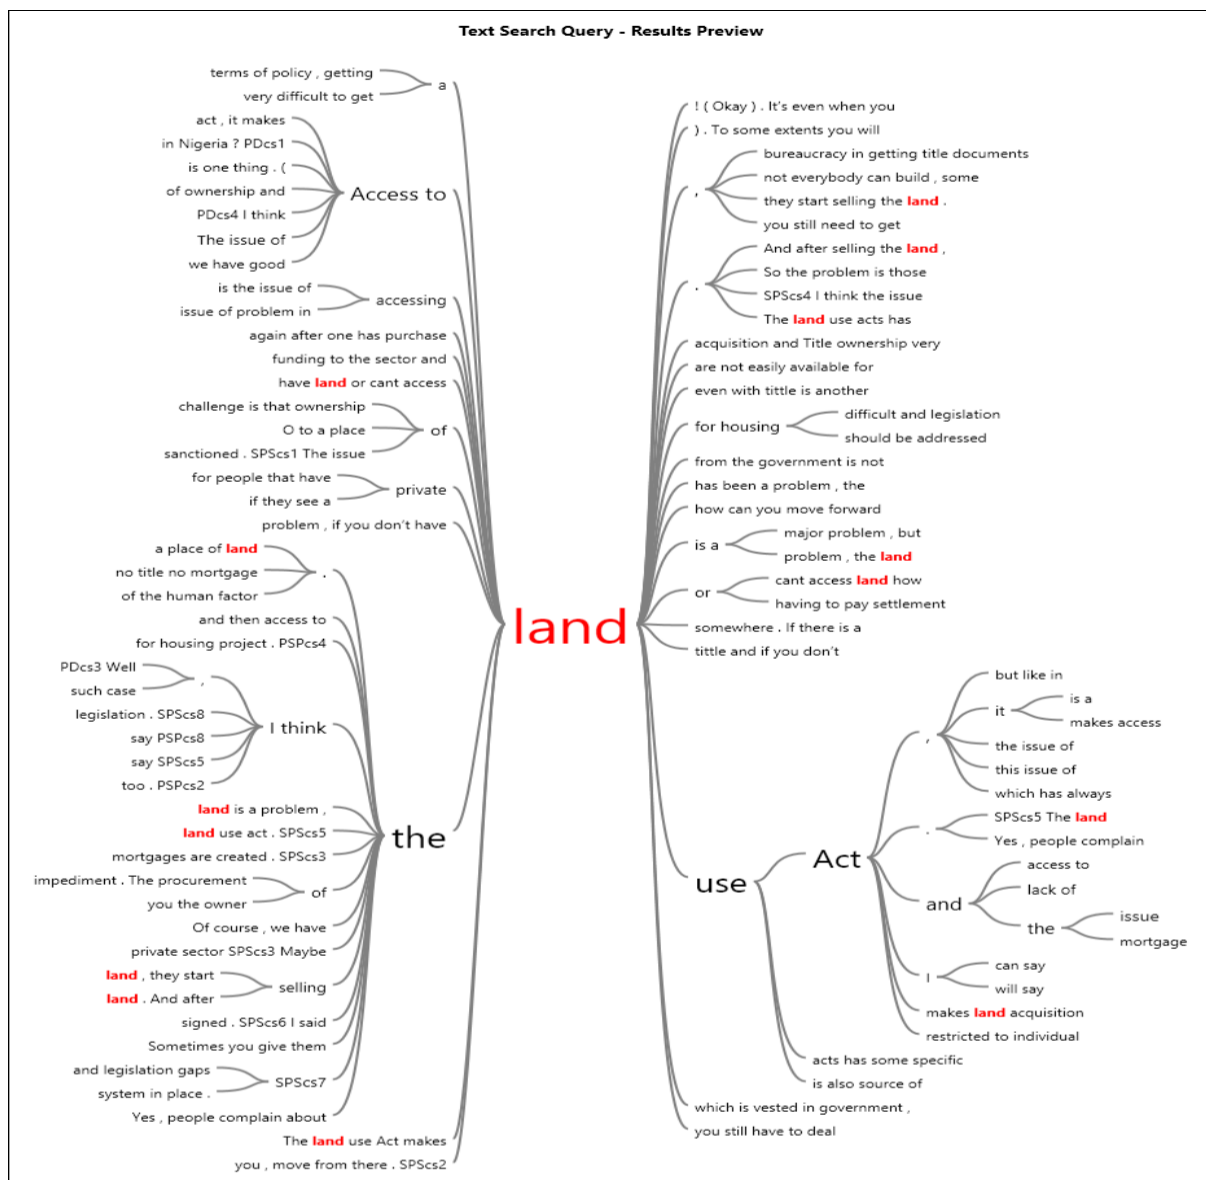 Text Search Query - Results Preview
terms of policy , getting
very difficult to get
a
act , it makes
in Nigeria ? PDcs1
is one thing . (
of ownership and
PDcs4 I think
The issue of
we have good
Access to
is the issue of
issue of problem in
accessing
again after one has purchase
funding to the sector and
have land or cant access
challenge is that ownership
O to a place
sanctioned . SPScs1 The issue
of
for people that have
if they see a
private
problem , if you don't have
a place of land
no title no mortgage
of the human factor
.
and then access to
for housing project . PSPcs4
PDcs3 Well
such case
,
legislation . SPScs8
say PSPcs8
say SPScs5
too . PSPcs2
I think
land is a problem ,
land use act . SPScs5
mortgages are created . SPScs3
impediment . The procurement
you the owner
of
Of course , we have
private sector SPScs3 Maybe
land , they start
land . And after
selling
signed . SPScs6 I said
Sometimes you give them
and legislation gaps
system in place .
SPScs7
Yes , people complain about
the
The land use Act makes
you , move from there . SPScs2
land
! ( Okay ) . It's even when you
) . To some extents you will
,
bureaucracy in getting title documents
not everybody can build , some
they start selling the land .
you still need to get
.
And after selling the land ,
So the problem is those
SPScs4 I think the issue
The land use acts has
acquisition and Title ownership very
are not easily available for
even with tittle is another
for housing
difficult and legislation
should be addressed
from the government is not
has been a problem , the
how can you move forward
is a
major problem , but
problem , the land
or
cant access land how
having to pay settlement
somewhere . If there is a
tittle and if you don't
use
Act
,
but like in
it
is a
makes access
the issue of
this issue of
which has always
.
SPScs5 The land
Yes , people complain
and
access to
lack of
the
issue
mortgage
I
can say
will say
makes land acquisition
restricted to individual
acts has some specific
is also source of
which is vested in government ,
you still have to deal